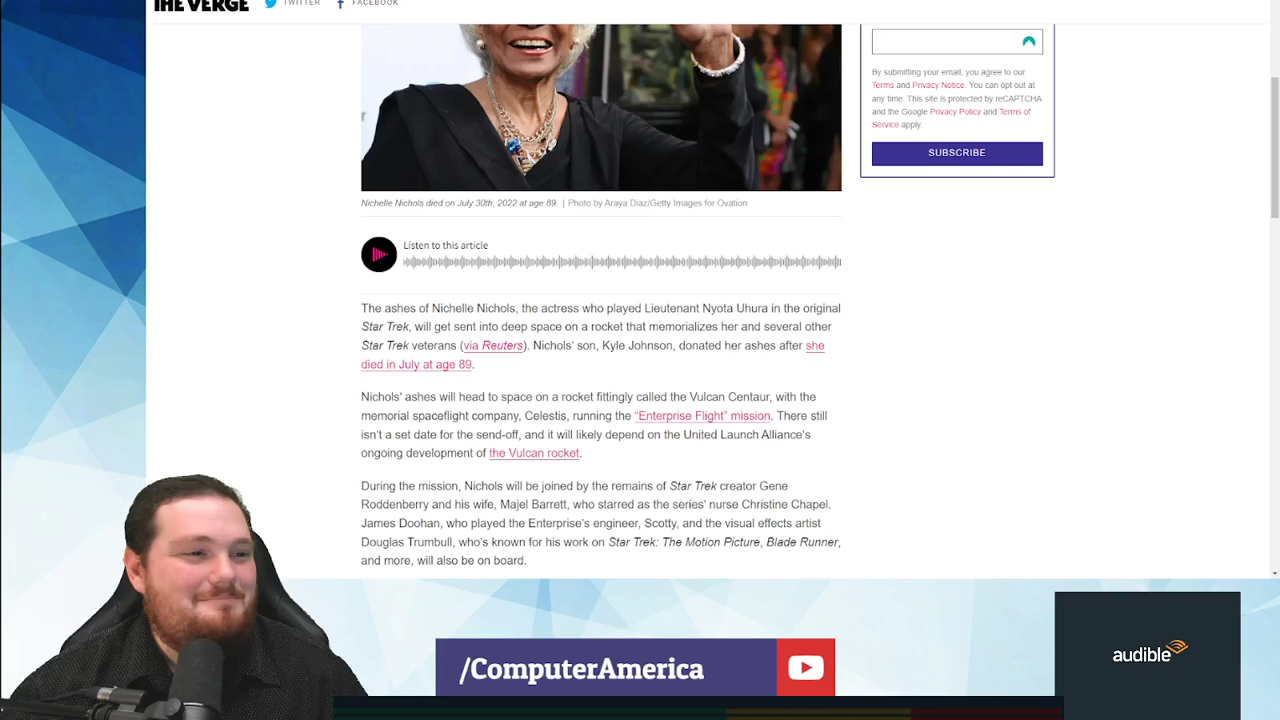 THE VERGE
TWITTER
FACEBOOK
By submitting your email, you agree to our
Terms and Privacy Notice. You can opt out at
any time. This site is protected by reCAPTCHA
and the Google Privacy Policy and Terms of
Service apply.
SUBSCRIBE
Nichelle Nichols died on July 30th, 2022 at age 89. | Photo by Araya Diaz/Getty Images for Ovation
Listen to this article
The ashes of Nichelle Nichols, the actress who played Lieutenant Nyota Uhura in the original
Star Trek, will get sent into deep space on a rocket that memorializes her and several other
Star Trek veterans (via Reuters). Nichols’ son, Kyle Johnson, donated her ashes after she
died in July at age 89.
Nichols’ ashes will head to space on a rocket fittingly called the Vulcan Centaur, with the
memorial spaceflight company, Celestis, running the “Enterprise Flight” mission. There still
isn’t a set date for the send-off, and it will likely depend on the United Launch Alliance’s
ongoing development of the Vulcan rocket.
During the mission, Nichols will be joined by the remains of Star Trek creator Gene
Roddenberry and his wife, Majel Barrett, who starred as the series’ nurse Christine Chapel.
James Doohan, who played the Enterprise’s engineer, Scotty, and the visual effects artist
Douglas Trumbull, who’s known for his work on Star Trek: The Motion Picture, Blade Runner,
and more, will also be on board.
/ComputerAmerica
audible